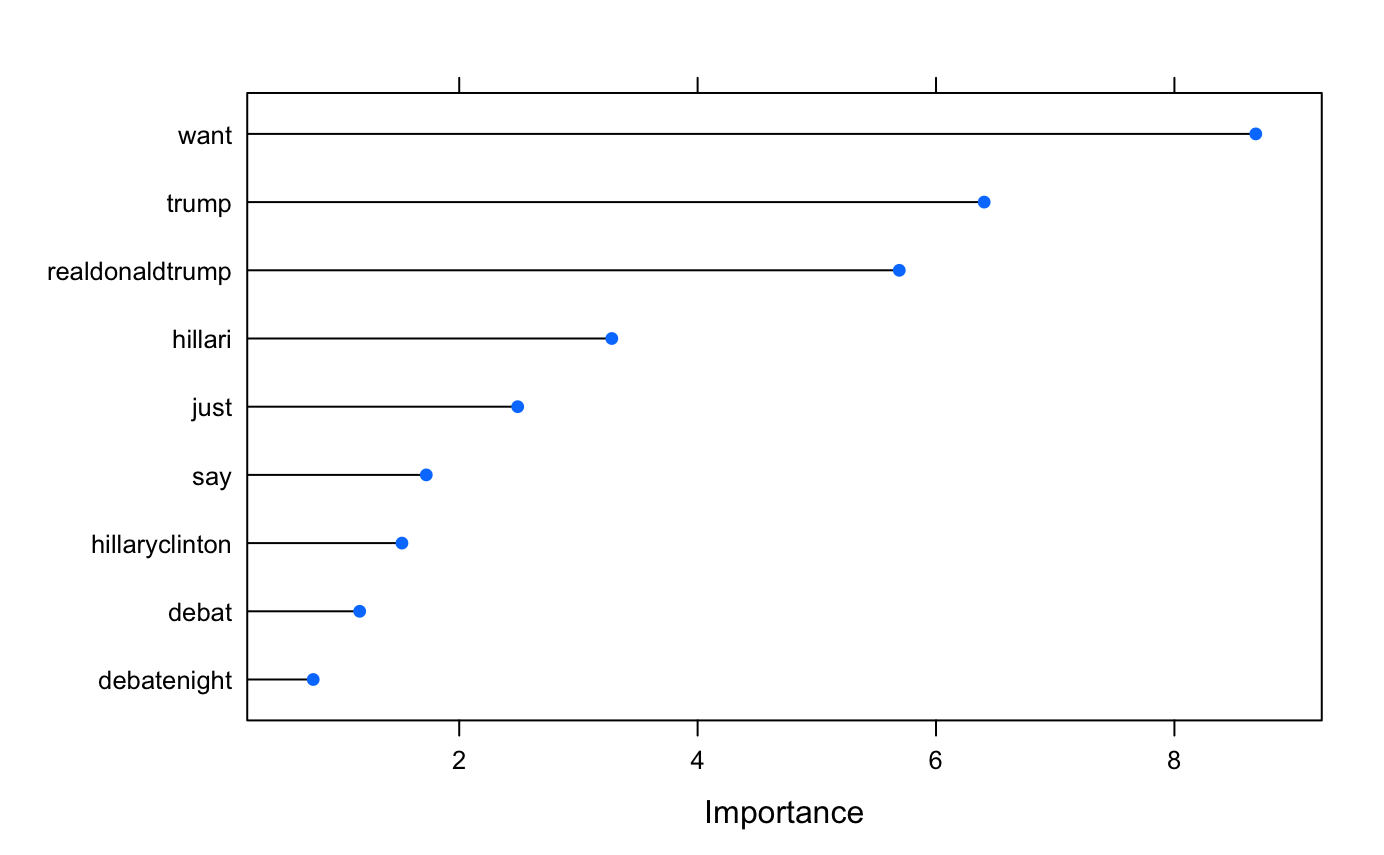 want
trump
realdonaldtrump
hillari
just
say
hillaryclinton
debat
debatenight
2 4 6 8
Importance